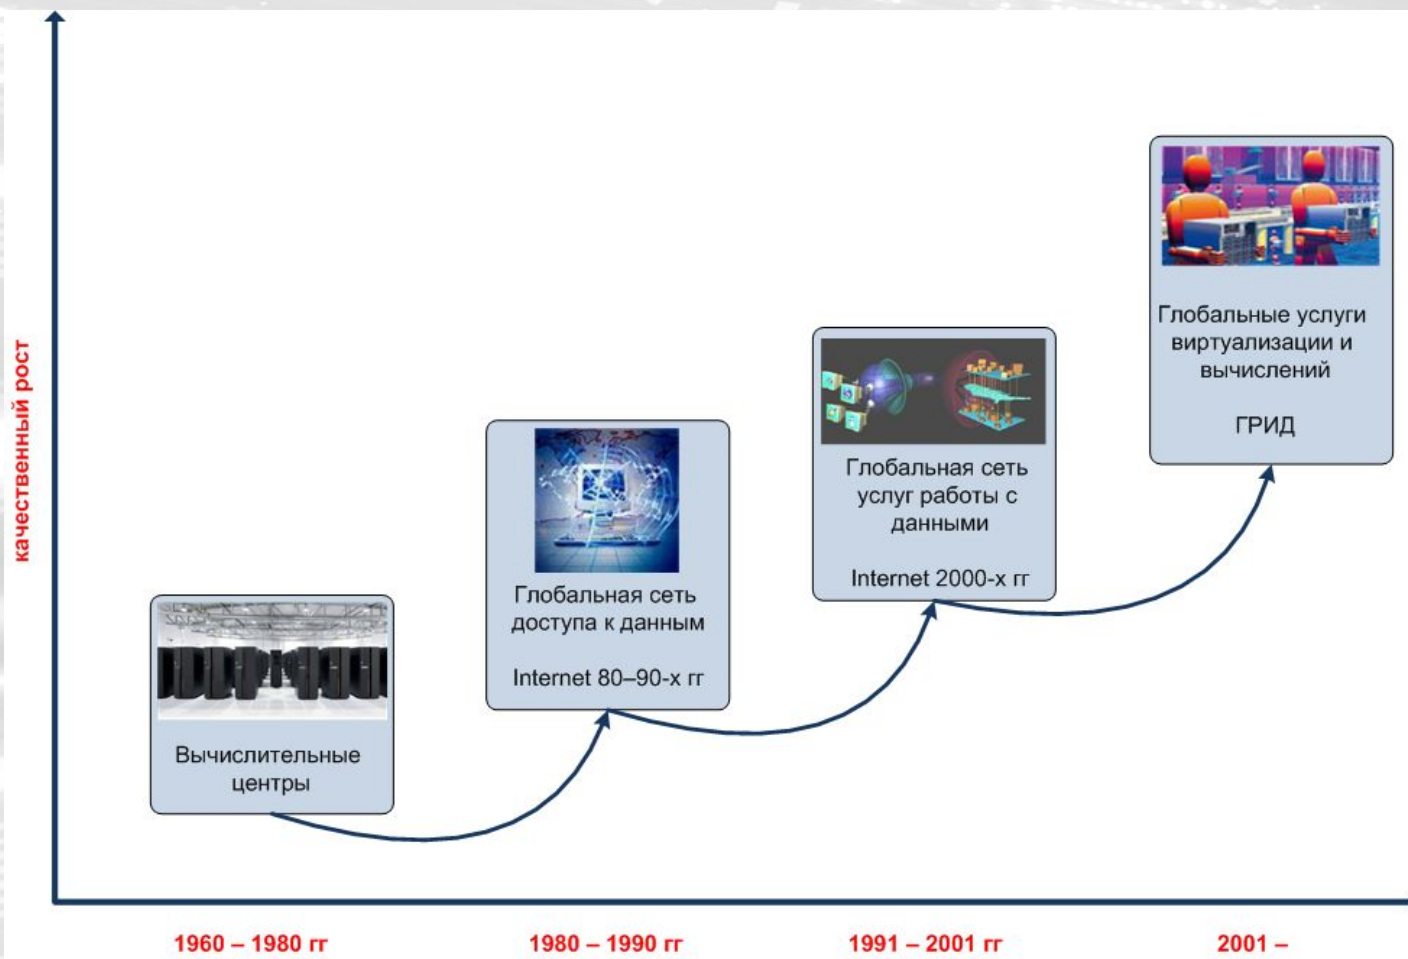 качественный рост
Глобальные услуги
виртуализации и
вычислений
ГРИД
Глобальная сеть
услуг работы с
данными
Internet 2000-х гг
Глобальная сеть
доступа к данным
Internet 80–90-х гг
Вычислительные
центры
1960 – 1980 гг
1980 – 1990 гг
1991 – 2001 гг
2001 –